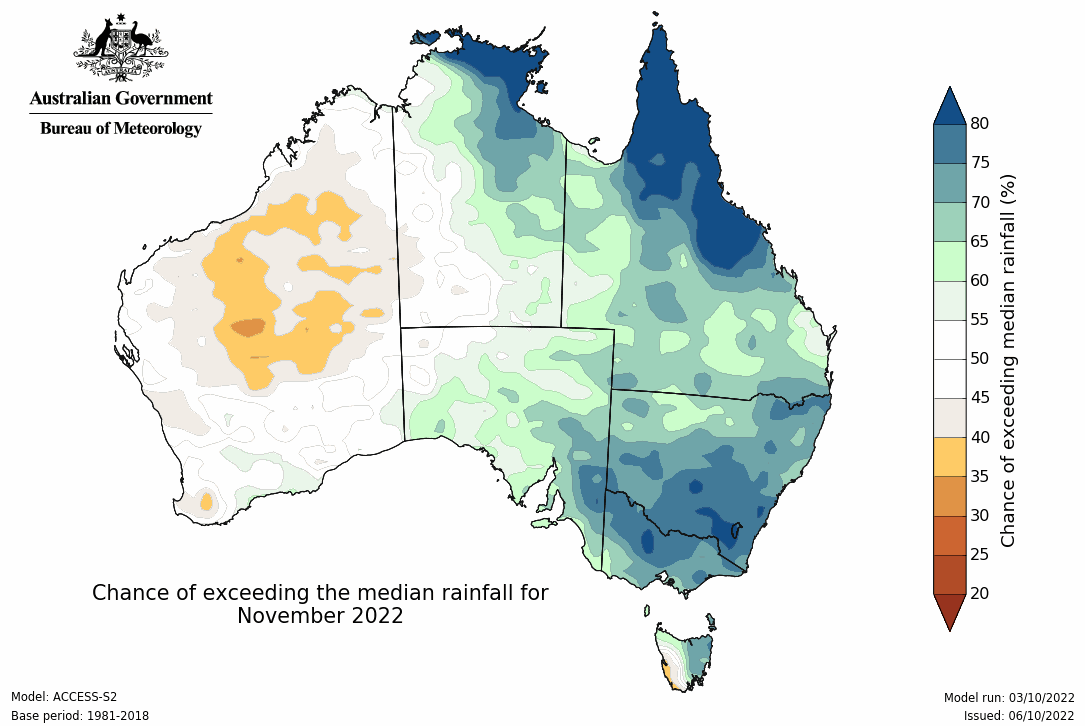 Australian Government
Bureau of Meteorology
80
75
70
65
60
55
50
45
40
35
30
25
20
Chance of exceeding median rainfall (%)
Chance of exceeding the median rainfall for
November 2022
Model: ACCESS-S2
Base period: 1981-2018
Model run: 03/10/2022
Issued: 06/10/2022